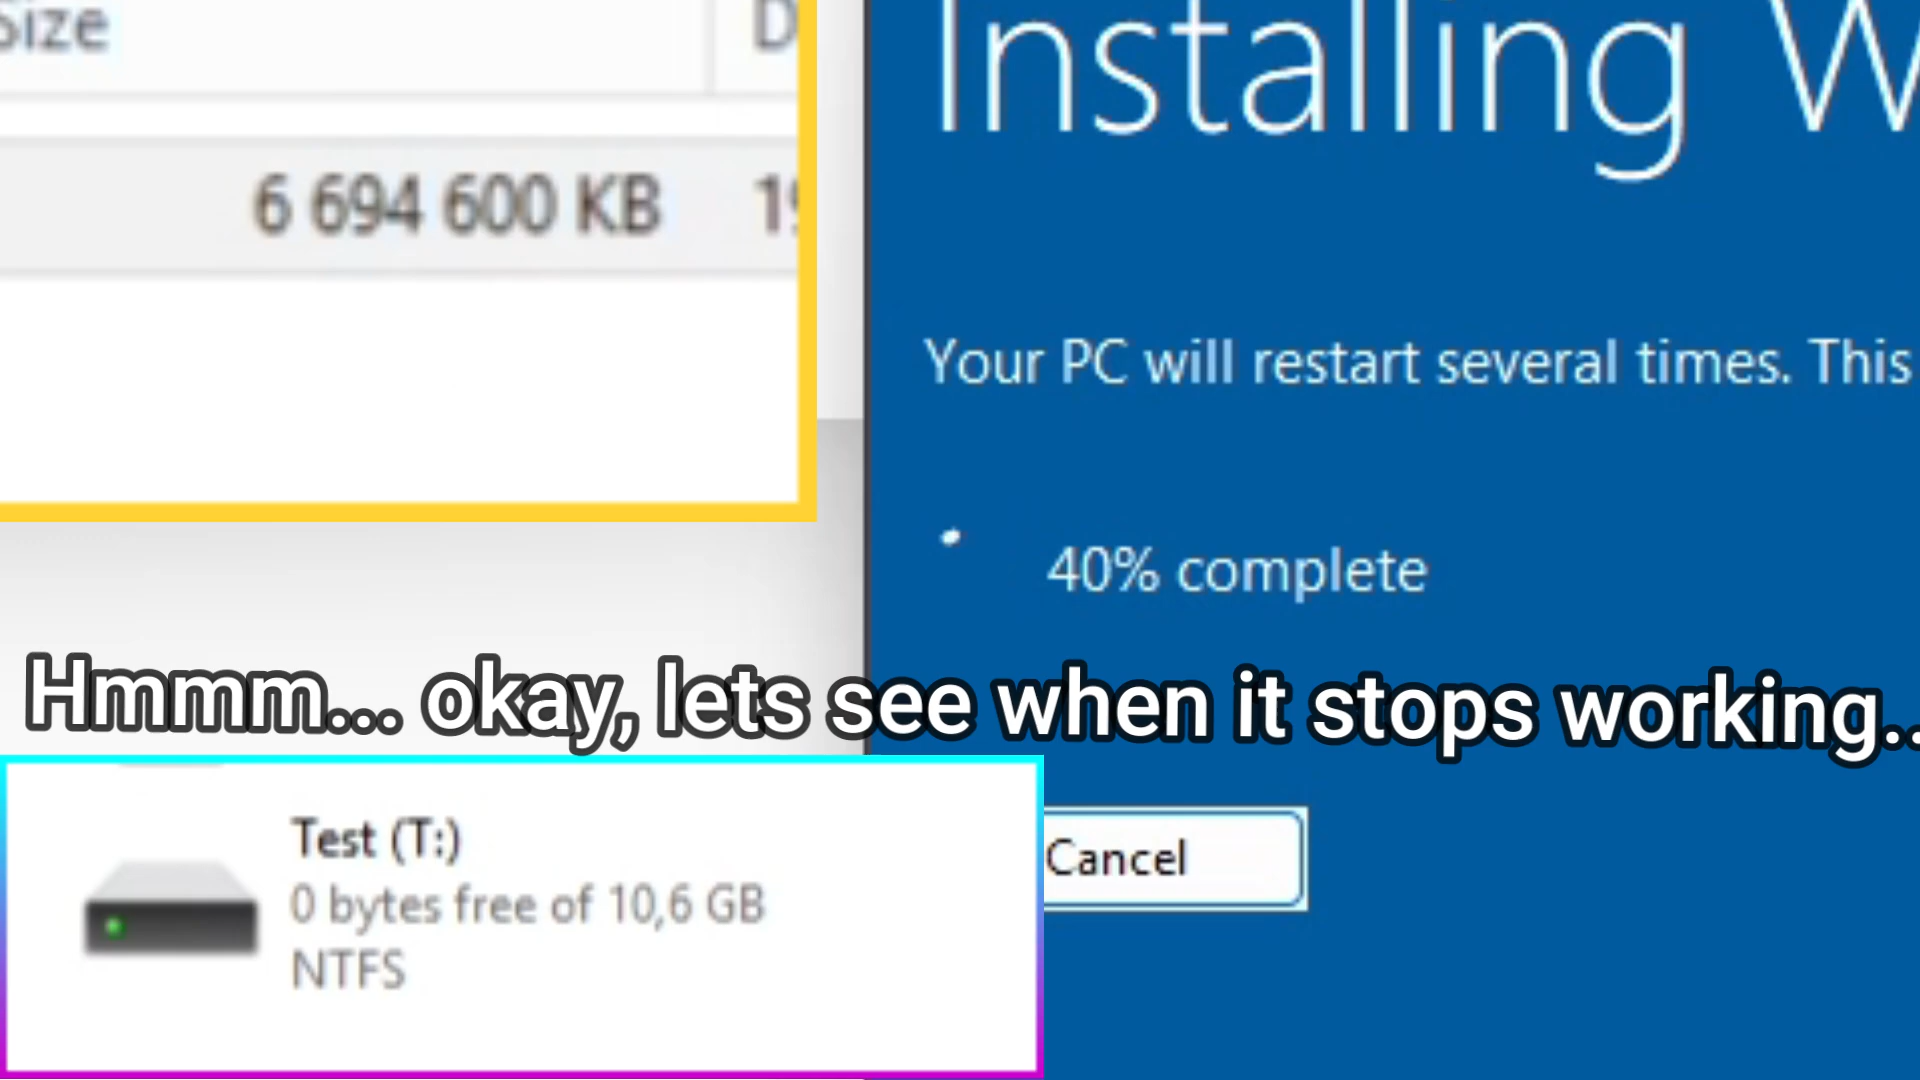 Size
6 694 600 KB
Installing
Your PC will restart several times. This
40% complete
Hmmm... okay, lets see when it stops working..
Test (T:)
0 bytes free of 10,6 GB
NTFS
Cancel